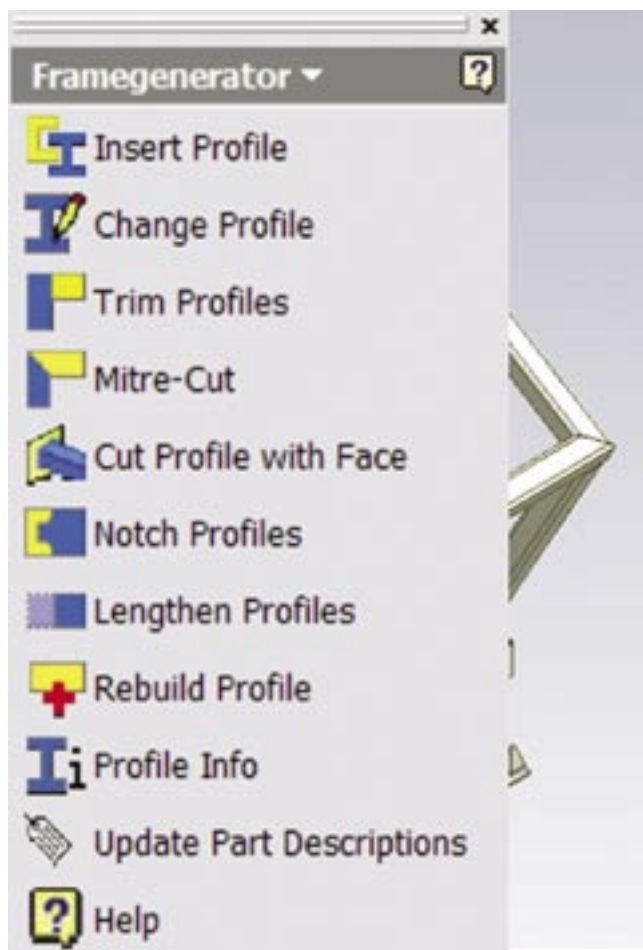 Framegenerator
Insert Profile
Change Profile
Trim Profiles
Mitre-Cut
Cut Profile with Face
Notch Profiles
Lengthen Profiles
Rebuild Profile
Profile Info
Update Part Descriptions
Help